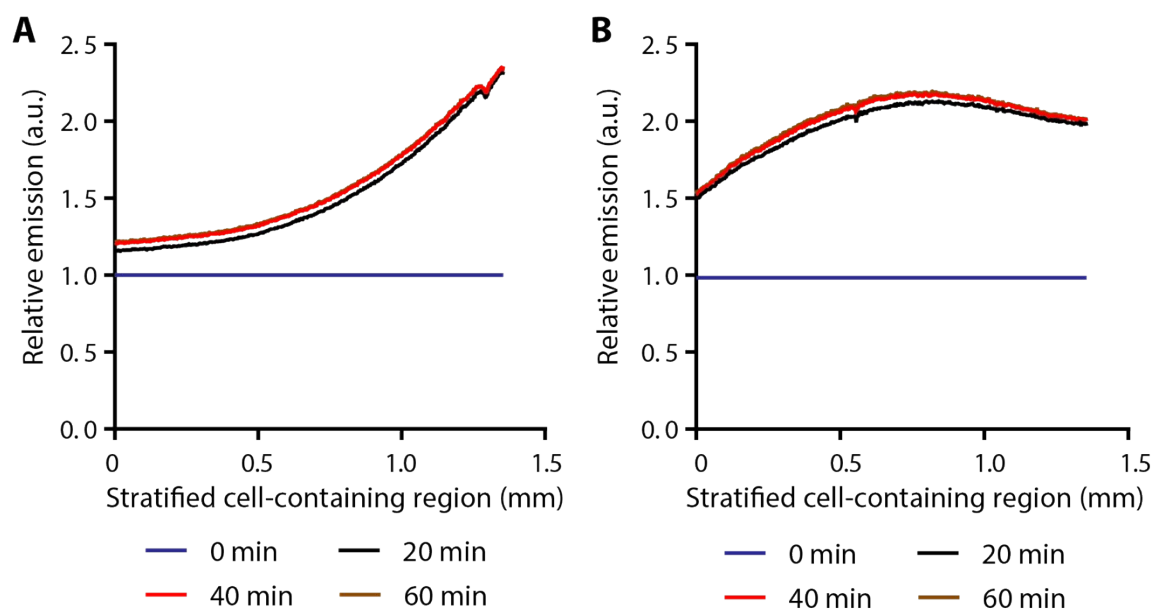 A
B
2.5
2.0
1.5
1.0
0.5
0.0
Relative emission (a.u.)
0
0.5
1.0
1.5
Stratified cell-containing region (mm)
0 min
20 min
40 min
60 min
2.5
2.0
1.5
1.0
0.5
0.0
Relative emission (a.u.)
0
0.5
1.0
1.5
Stratified cell-containing region (mm)
0 min
20 min
40 min
60 min